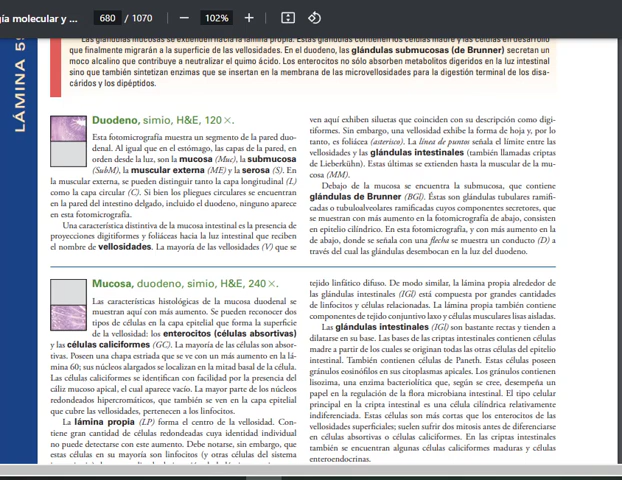 ía molecular y ...
680 / 1070
102%
LÁMINA 5
Las glándulas mucosas se extienden hacia la lámina propia. Estas glándulas contienen las células madre y las células en desarrollo
que finalmente migrarán a la superficie de las vellosidades. En el duodeno, las glándulas submucosas (de Brunner) secretan un
moco alcalino que contribuye a neutralizar el quimo ácido. Los enterocitos no sólo absorben metabolitos digeridos en la luz intestinal
sino que también sintetizan enzimas que se insertan en la membrana de las microvellosidades para la digestión terminal de los disa-
cáridos y los dipéptidos.
Duodeno, simio, H&E, 120×.
Esta fotomicrografía muestra un segmento de la pared duo-
denal. Al igual que en el estómago, las capas de la pared, en
orden desde la luz, son la mucosa (Muc), la submucosa
(SubM), la muscular externa (ME) y la serosa (S). En
la muscular externa, se pueden distinguir tanto la capa longitudinal (L)
como la capa circular (C). Si bien los pliegues circulares se encuentran
en la pared del intestino delgado, incluido el duodeno, ninguno aparece
en esta fotomicrografía.
Una característica distintiva de la mucosa intestinal es la presencia de
proyecciones digitiformes y foliáceas hacia la luz intestinal que reciben
el nombre de vellosidades. La mayoría de las vellosidades (V) que se
ven aquí exhiben siluetas que coinciden con su descripción como digi-
tiformes. Sin embargo, una vellosidad exhibe la forma de hoja y, por lo
tanto, es foliácea (asterisco). La línea de puntos señala el límite entre las
vellosidades y las glándulas intestinales (también llamadas criptas
de Lieberkühn). Estas últimas se extienden hasta la muscular de la mu-
cosa (MM).
Debajo de la mucosa se encuentra la submucosa, que contiene
glándulas de Brunner (BGl). Éstas son glándulas tubulares ramifi-
cadas o tubuloalveolares ramificadas cuyos componentes secretores, que
se muestran con más aumento en la fotomicrografía de abajo, consisten
en epitelio cilíndrico. En esta fotomicrografía, y con más aumento en la
de abajo, donde se señala con una flecha se muestra un conducto (D) a
través del cual las glándulas desembocan en la luz del duodeno.
Mucosa, duodeno, simio, H&E, 240×.
Las características histológicas de la mucosa duodenal se
muestran aquí con más aumento. Se pueden reconocer dos
tipos de células en la capa epitelial que forma la superficie
de la vellosidad: los enterocitos (células absortivas)
y las células caliciformes (GC). La mayoría de las células son absor-
tivas. Poseen una chapa estriada que se ve con un más aumento en la lá-
mina 60; sus núcleos alargados se localizan en la mitad basal de la célula.
Las células caliciformes se identifican con facilidad por la presencia del
cáliz mucoso apical, el cual aparece vacío. La mayor parte de los núcleos
redondeados hipercromáticos, que también se ven en la capa epitelial
que cubre las vellosidades, pertenecen a los linfocitos.
La lámina propia (LP) forma el centro de la vellosidad. Con-
tiene gran cantidad de células redondeadas cuya identidad individual
no puede detectarse con este aumento. Debe notarse, sin embargo, que
estas células en su mayoría son linfocitos (y otras células del sistema
tejido linfático difuso. De modo similar, la lámina propia alrededor de
las glándulas intestinales (IGl) está compuesta por grandes cantidades
de linfocitos y células relacionadas. La lámina propia también contiene
componentes de tejido conjuntivo laxo y células musculares lisas aisladas.
Las glándulas intestinales (IGl) son bastante rectas y tienden a
dilatarse en su base. Las bases de las criptas intestinales contienen células
madre a partir de las cuales se originan todas las otras células del epitelio
intestinal. También contienen células de Paneth. Estas células poseen
gránulos eosinófilos en sus citoplasmas apicales. Los gránulos contienen
lisozima, una enzima bacteriolítica que, según se cree, desempeña un
papel en la regulación de la flora microbiana intestinal. El tipo celular
principal en la cripta intestinal es una célula cilíndrica relativamente
indiferenciada. Estas células son más cortas que los enterocitos de las
vellosidades superficiales; suelen sufrir dos mitosis antes de diferenciarse
en células absortivas o células caliciformes. En las criptas intestinales
también se encuentran algunas células caliciformes maduras y células
enteroendocrinas.